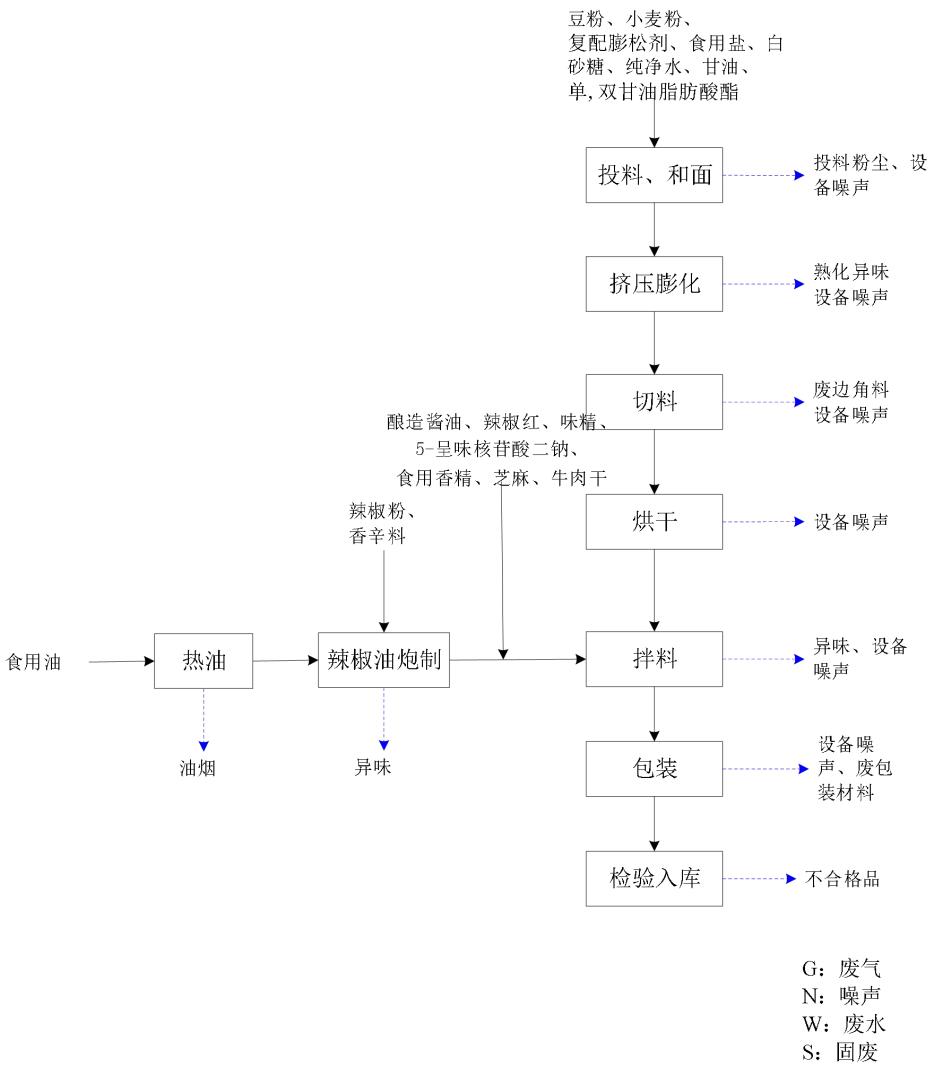 豆粉、小麦粉、
复配膨松剂、食用盐、白
砂糖、纯净水、甘油、
单,双甘油脂肪酸酯
投料、和面
投料粉尘、设
备噪声
挤压膨化
熟化异味
设备噪声
切料
废边角料
设备噪声
酿造酱油、辣椒红、味精、
5-呈味核苷酸二钠、
食用香精、芝麻、牛肉干
烘干
设备噪声
辣椒粉、
香辛料
食用油
热油
辣椒油炮制
拌料
异味、设备
噪声
油烟
异味
包装
设备噪
声、废包
装材料
检验入库
不合格品
G：废气
N：噪声
W：废水
S：固废